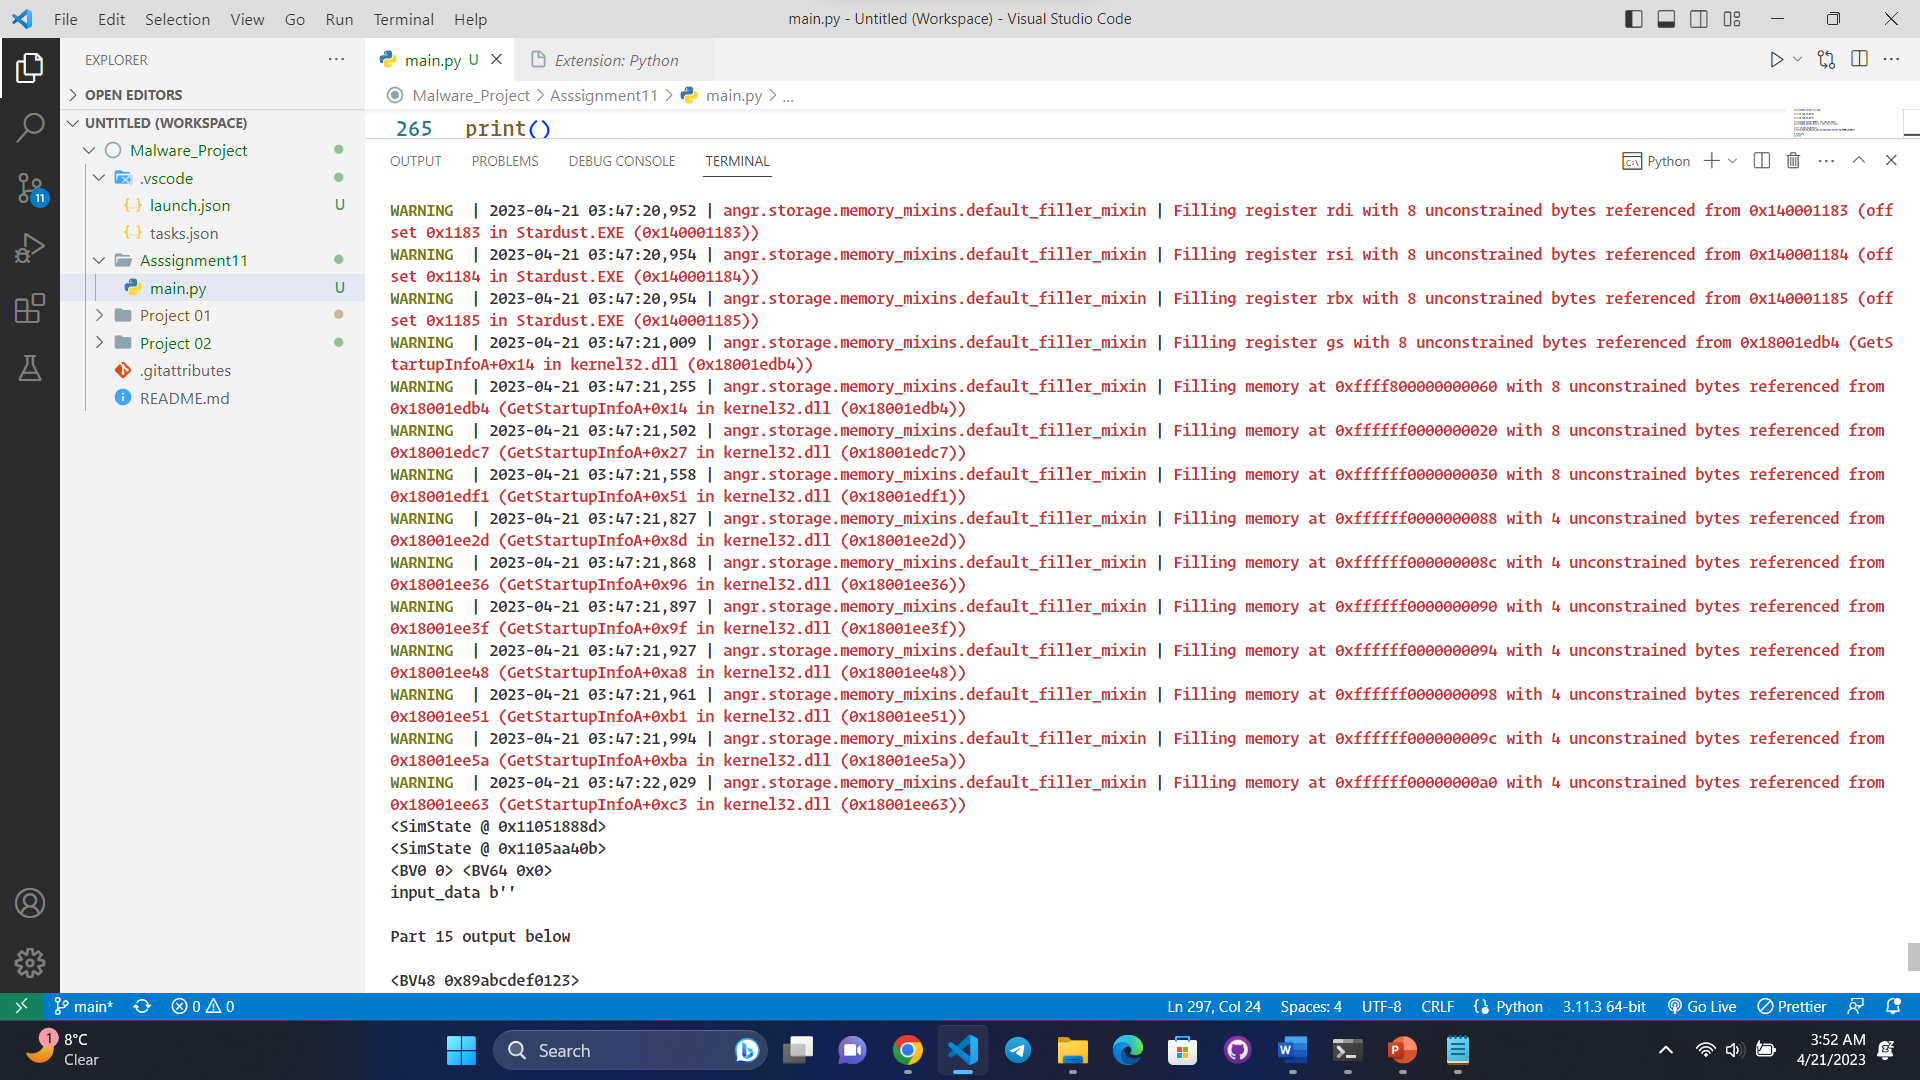 File Edit Selection View Go Run Terminal Help
main.py - Untitled (Workspace) - Visual Studio Code
EXPLORER
OPEN EDITORS
UNTITLED (WORKSPACE)
Malware_Project
.vscode
launch.json U
tasks.json
Asssignment11
main.py U
Project 01
Project 02
.gitattributes
README.md
11
main.py U
Extension: Python
Malware_Project > Asssignment11 > main.py > ...
265 print()
OUTPUT PROBLEMS DEBUG CONSOLE TERMINAL
Python
WARNING | 2023-04-21 03:47:20,952 | angr.storage.memory_mixins.default_filler_mixin | Filling register rdi with 8 unconstrained bytes referenced from 0x140001183 (off
set 0x1183 in Stardust.EXE (0x140001183))
WARNING | 2023-04-21 03:47:20,954 | angr.storage.memory_mixins.default_filler_mixin | Filling register rsi with 8 unconstrained bytes referenced from 0x140001184 (off
set 0x1184 in Stardust.EXE (0x140001184))
WARNING | 2023-04-21 03:47:20,954 | angr.storage.memory_mixins.default_filler_mixin | Filling register rbx with 8 unconstrained bytes referenced from 0x140001185 (off
set 0x1185 in Stardust.EXE (0x140001185))
WARNING | 2023-04-21 03:47:21,009 | angr.storage.memory_mixins.default_filler_mixin | Filling register gs with 8 unconstrained bytes referenced from 0x18001edb4 (GetS
tartupInfoA+0x14 in kernel32.dll (0x18001edb4))
WARNING | 2023-04-21 03:47:21,255 | angr.storage.memory_mixins.default_filler_mixin | Filling memory at 0xffff800000000060 with 8 unconstrained bytes referenced from
0x18001edb4 (GetStartupInfoA+0x14 in kernel32.dll (0x18001edb4))
WARNING | 2023-04-21 03:47:21,502 | angr.storage.memory_mixins.default_filler_mixin | Filling memory at 0xffffff0000000020 with 8 unconstrained bytes referenced from
0x18001edc7 (GetStartupInfoA+0x27 in kernel32.dll (0x18001edc7))
WARNING | 2023-04-21 03:47:21,558 | angr.storage.memory_mixins.default_filler_mixin | Filling memory at 0xffffff0000000030 with 8 unconstrained bytes referenced from
0x18001edf1 (GetStartupInfoA+0x51 in kernel32.dll (0x18001edf1))
WARNING | 2023-04-21 03:47:21,827 | angr.storage.memory_mixins.default_filler_mixin | Filling memory at 0xffffff0000000088 with 4 unconstrained bytes referenced from
0x18001ee2d (GetStartupInfoA+0x8d in kernel32.dll (0x18001ee2d))
WARNING | 2023-04-21 03:47:21,868 | angr.storage.memory_mixins.default_filler_mixin | Filling memory at 0xffffff000000008c with 4 unconstrained bytes referenced from
0x18001ee36 (GetStartupInfoA+0x96 in kernel32.dll (0x18001ee36))
WARNING | 2023-04-21 03:47:21,897 | angr.storage.memory_mixins.default_filler_mixin | Filling memory at 0xffffff0000000090 with 4 unconstrained bytes referenced from
0x18001ee3f (GetStartupInfoA+0x9f in kernel32.dll (0x18001ee3f))
WARNING | 2023-04-21 03:47:21,927 | angr.storage.memory_mixins.default_filler_mixin | Filling memory at 0xffffff0000000094 with 4 unconstrained bytes referenced from
0x18001ee48 (GetStartupInfoA+0xa8 in kernel32.dll (0x18001ee48))
WARNING | 2023-04-21 03:47:21,961 | angr.storage.memory_mixins.default_filler_mixin | Filling memory at 0xffffff0000000098 with 4 unconstrained bytes referenced from
0x18001ee51 (GetStartupInfoA+0xb1 in kernel32.dll (0x18001ee51))
WARNING | 2023-04-21 03:47:21,994 | angr.storage.memory_mixins.default_filler_mixin | Filling memory at 0xffffff000000009c with 4 unconstrained bytes referenced from
0x18001ee5a (GetStartupInfoA+0xba in kernel32.dll (0x18001ee5a))
WARNING | 2023-04-21 03:47:22,029 | angr.storage.memory_mixins.default_filler_mixin | Filling memory at 0xffffff00000000a0 with 4 unconstrained bytes referenced from
0x18001ee63 (GetStartupInfoA+0xc3 in kernel32.dll (0x18001ee63))
<SimState @ 0x11051888d>
<SimState @ 0x1105aa40b>
<BV0 0> <BV64 0x0>
input_data b''
Part 15 output below
<BV48 0x89abcdef0123>
main* 0 0
Ln 297, Col 24 Spaces: 4 UTF-8 CRLF Python 3.11.3 64-bit Go Live Prettier
1 8°C
Clear
Search
3:52 AM
4/21/2023